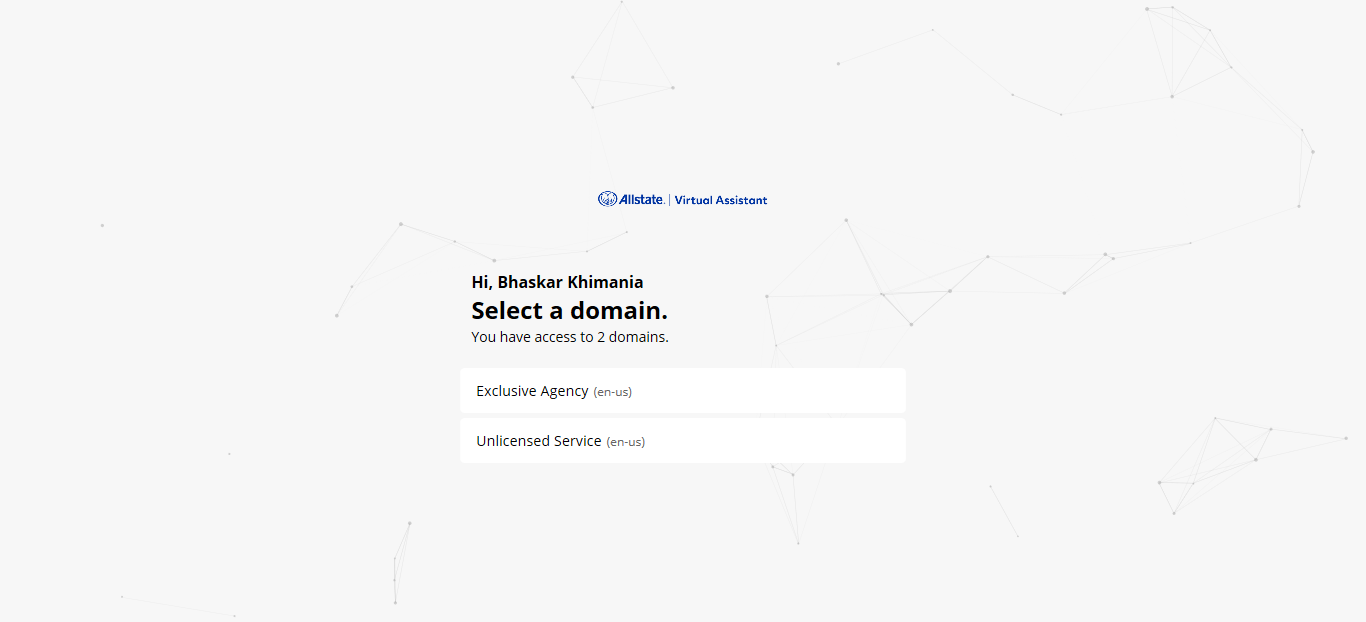 Allstate. | Virtual Assistant
Hi, Bhaskar Khimania
Select a domain.
You have access to 2 domains.
Exclusive Agency (en-us)
Unlicensed Service (en-us)